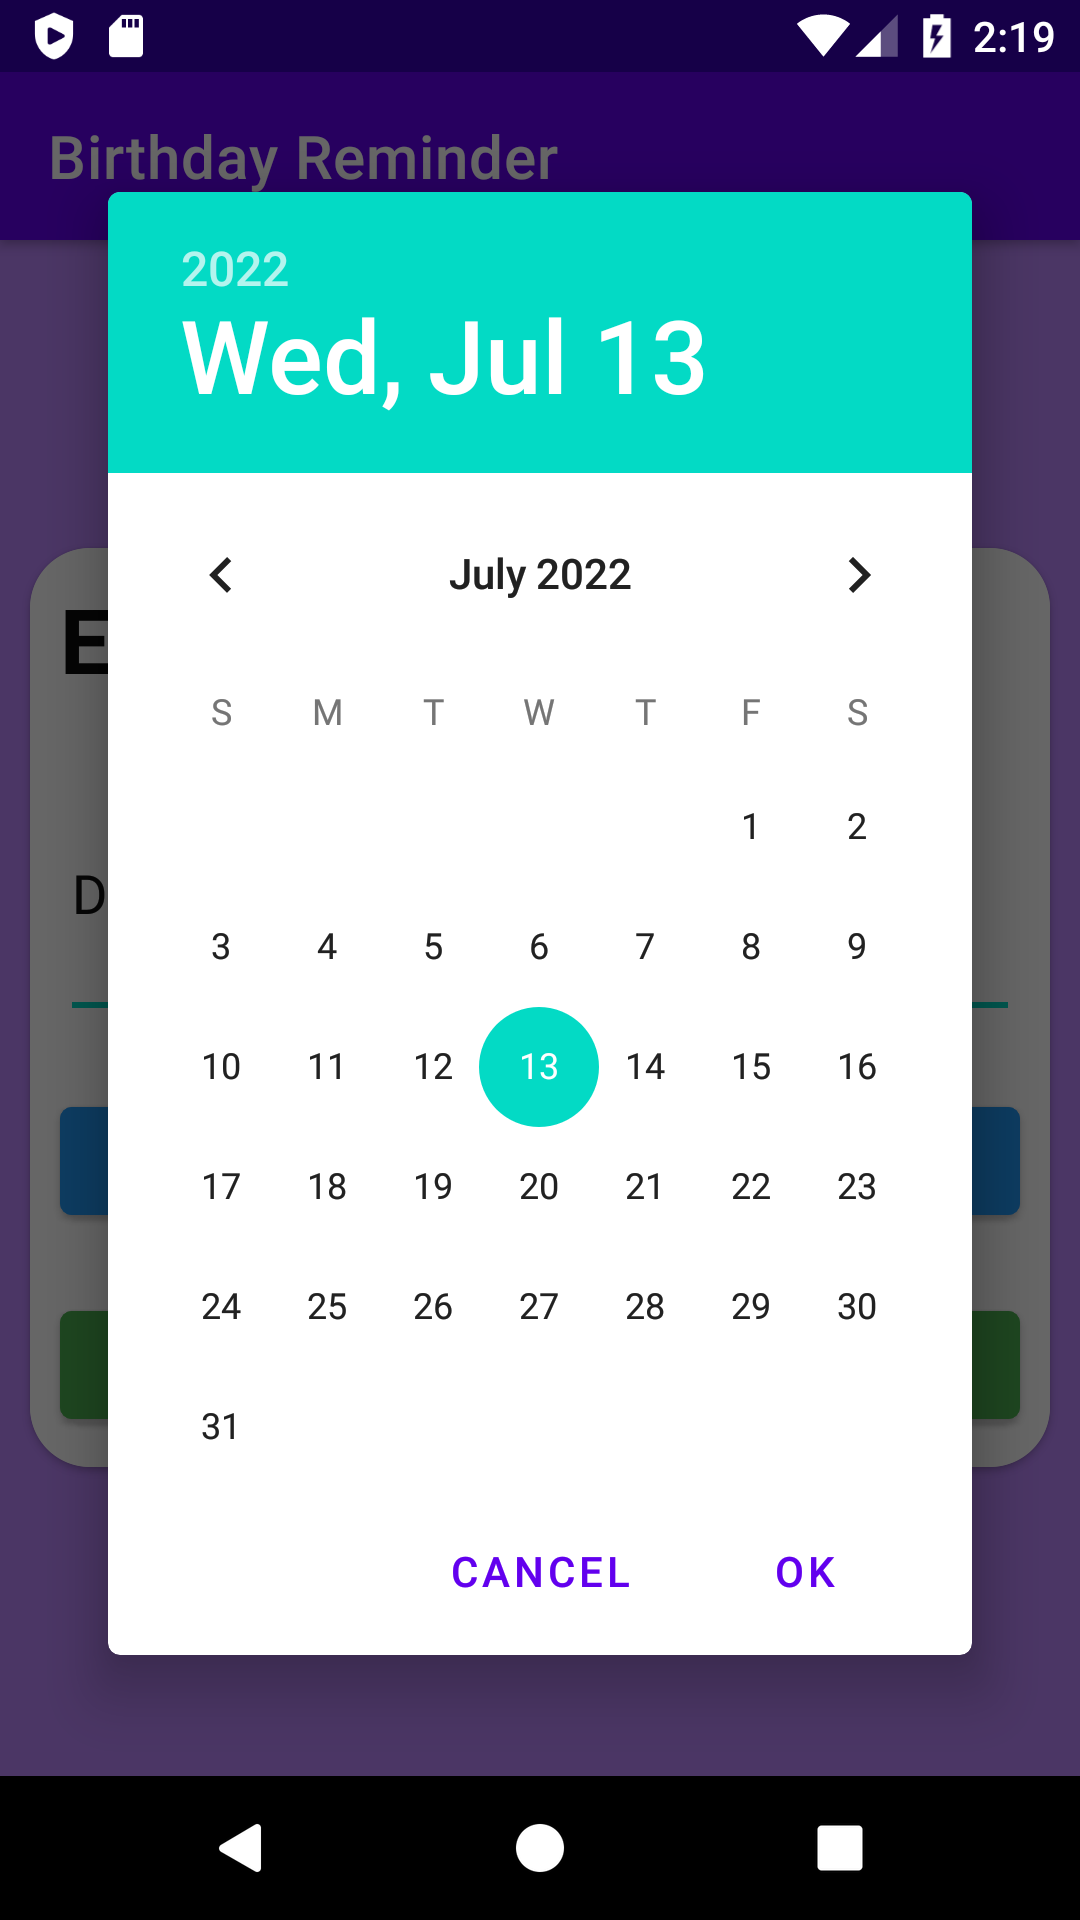 2:19
Birthday Reminder
2022
Wed, Jul 13
July 2022
S M T W T F S
1 2
3 4 5 6 7 8 9
10 11 12 13 14 15 16
17 18 19 20 21 22 23
24 25 26 27 28 29 30
31
CANCEL OK